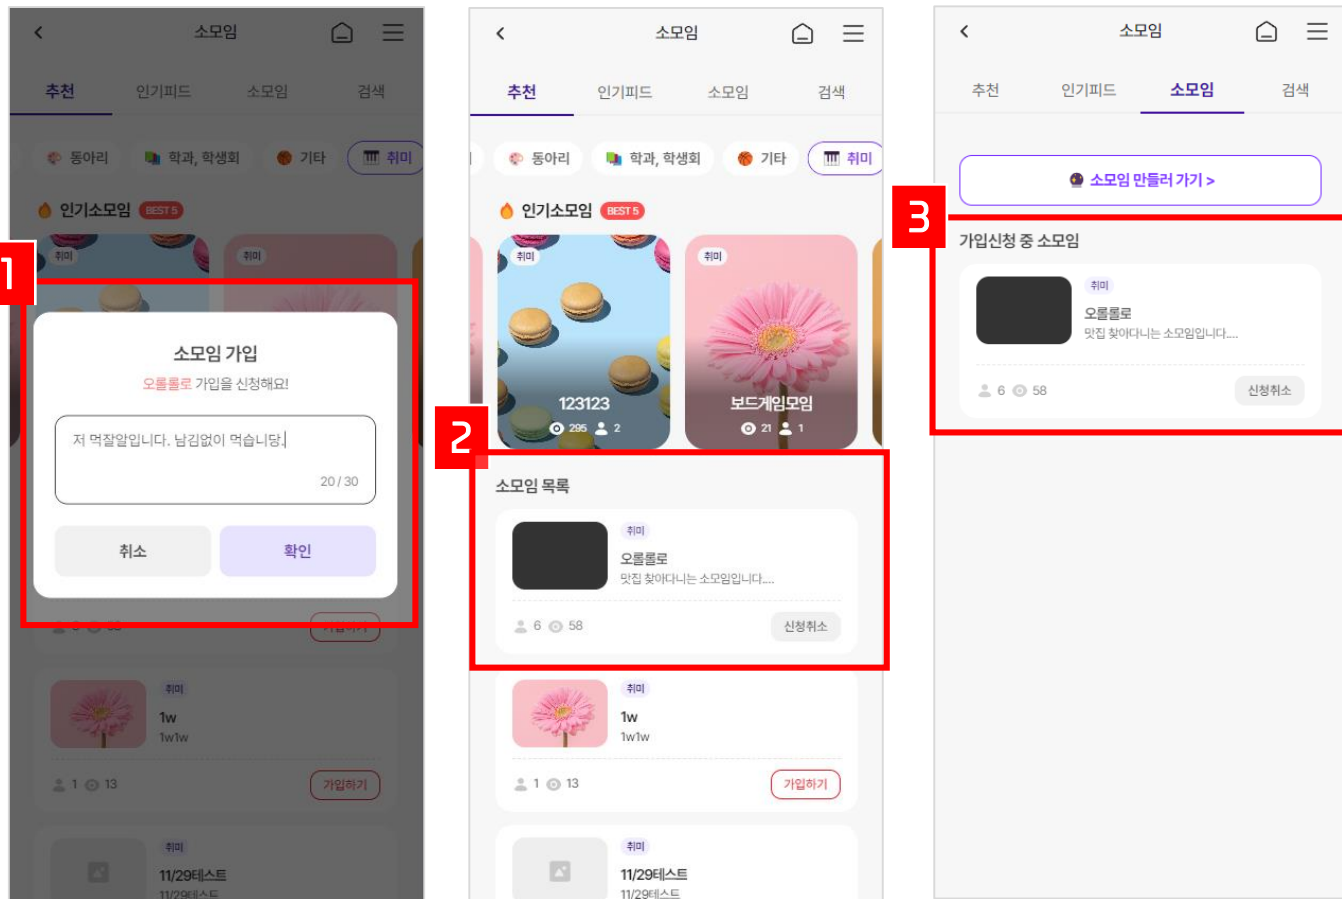 소모임
추천 인기피드 소모임 검색
동아리 학과, 학생회 기타 취미
인기소모임 BEST 5
취미 취미
1
소모임 가입
오롤롤로 가입을 신청해요!
저 먹잘알입니다. 남김없이 먹습니당.
20 / 30
취소 확인
가입하기
취미
1w
1w1w
1 13
가입하기
취미
11/29테스트
11/29테스트
소모임
추천 인기피드 소모임 검색
동아리 학과, 학생회 기타 취미
인기소모임 BEST 5
취미 취미
123123 보드게임모임
295 2 21 1
2
소모임 목록
취미
오롤롤로
맛집 찾아다니는 소모임입니다....
6 58
신청취소
취미
1w
1w1w
1 13
가입하기
취미
11/29테스트
11/29테스트
소모임
추천 인기피드 소모임 검색
소모임 만들러 가기 >
3
가입신청 중 소모임
취미
오롤롤로
맛집 찾아다니는 소모임입니다....
6 58
신청취소